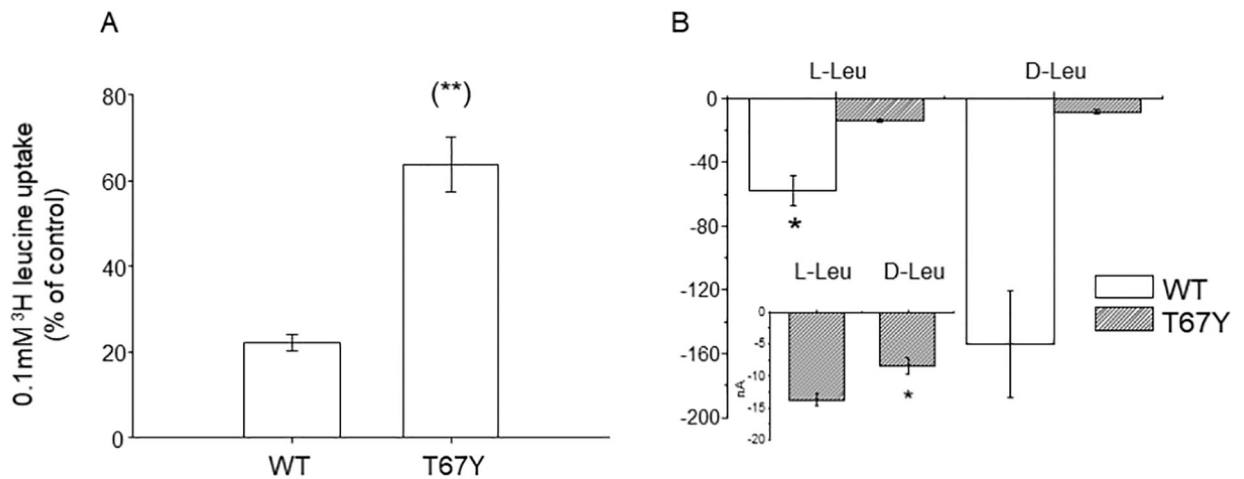 A
0.1mM ³H leucine uptake
(% of control)
80
60
40
20
0
(**)
WT
T67Y
B
L-Leu
D-Leu
0
-40
-80
-120
-160
-200
*
L-Leu
D-Leu
nA
0
-5
-10
-15
-20
*
WT
T67Y